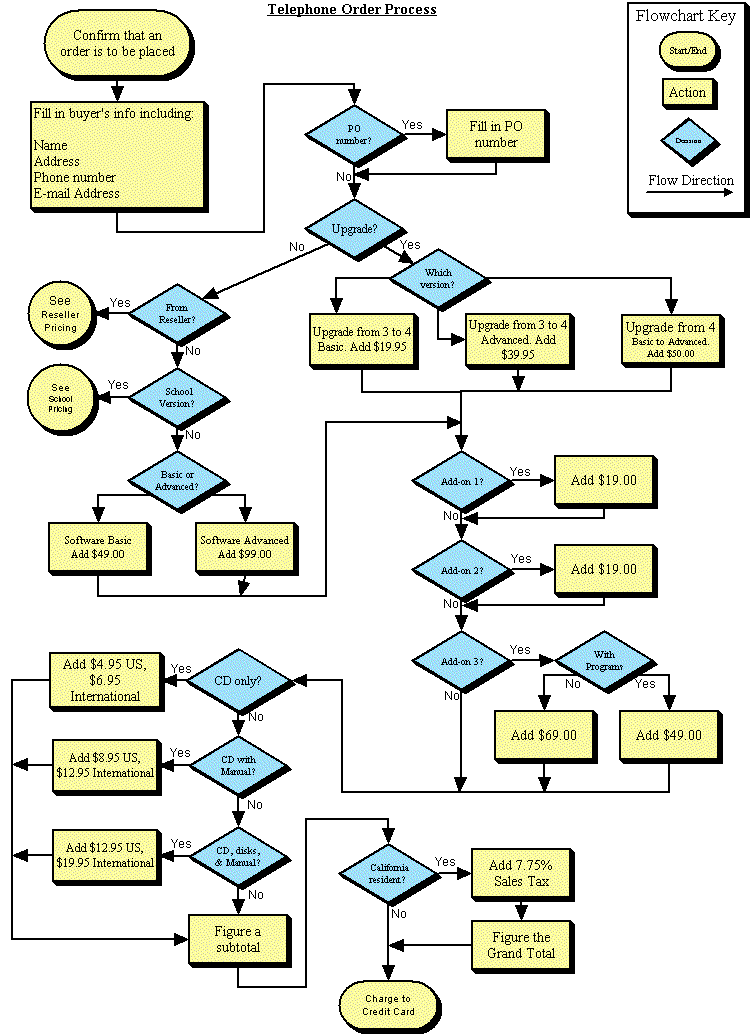 Telephone Order Process
Confirm that an
order is to be placed
Fill in buyer's info including:
Name
Address
Phone number
E-mail Address
PO
number?
Yes
Fill in PO
number
No
Flowchart Key
Start/End
Action
Decision
Flow Direction
Upgrade?
No
Yes
Which
version?
See
Reseller
Pricing
Yes
From
Reseller?
No
Upgrade from 3 to 4
Basic. Add $19.95
Upgrade from 3 to 4
Advanced. Add
$39.95
Upgrade from 4
Basic to Advanced.
Add $50.00
See
School
Pricing
Yes
School
Version?
No
Basic or
Advanced?
Software Basic
Add $49.00
Software Advanced
Add $99.00
Add-on 1?
Yes
Add $19.00
No
Add-on 2?
Yes
Add $19.00
No
Add-on 3?
Yes
With
Programs
No
No
Yes
Add $69.00
Add $49.00
CD only?
Yes
Add $4.95 US,
$6.95
International
No
CD with
Manual?
Yes
Add $8.95 US,
$12.95 International
No
CD, disks,
& Manual?
Yes
Add $12.95 US,
$19.95 International
No
Figure a
subtotal
California
resident?
Yes
Add 7.75%
Sales Tax
No
Figure the
Grand Total
Charge to
Credit Card